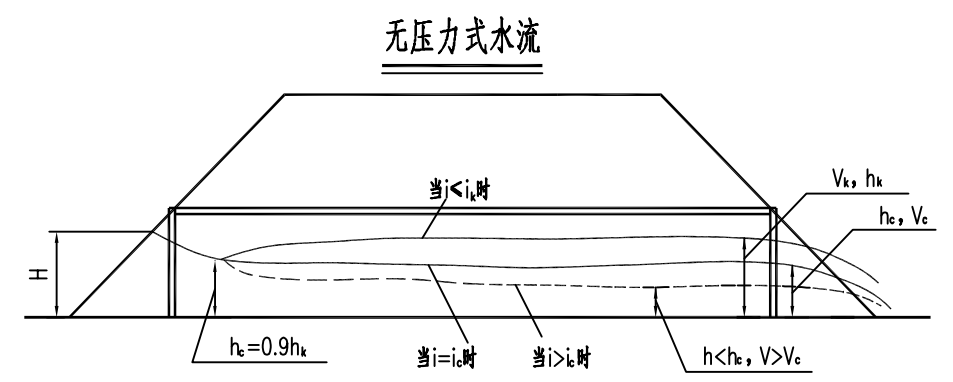 无压力式水流
当i<ik时
Vk, hk
hc, Vc
H
hc=0.9hk
当i=ic时
当i>ic时
h<hc, V>Vc